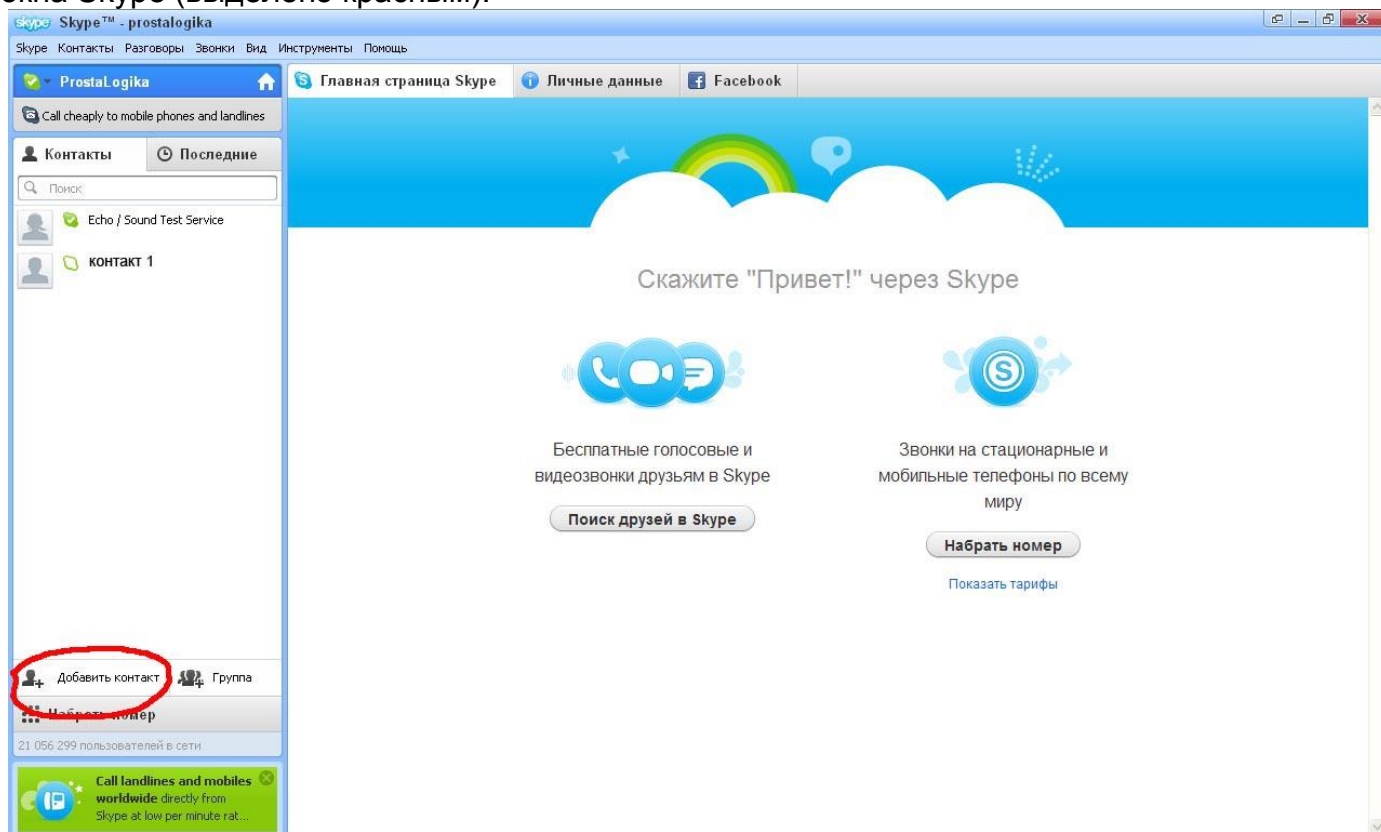 окна Skype (выделено красным).
skype Skype™ - prostalogika
Skype Контакты Разговоры Звонки Вид Инструменты Помощь
ProstaLogika
Главная страница Skype Личные данные Facebook
Call cheaply to mobile phones and landlines
Контакты Последние
Поиск
Echo / Sound Test Service
контакт 1
Скажите "Привет!" через Skype
Бесплатные голосовые и
видеозвонки друзьям в Skype
Поиск друзей в Skype
Звонки на стационарные и
мобильные телефоны по всему
миру
Набрать номер
Показать тарифы
Добавить контакт Группа
Набрать номер
21 056 299 пользователей в сети
Call landlines and mobiles
worldwide directly from
Skype at low per minute rat...